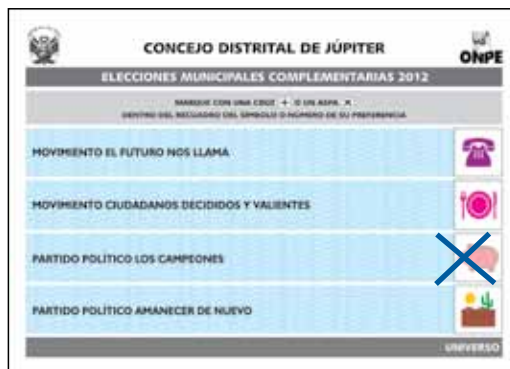 CONCEJO DISTRITAL DE JÚPITER
ONPE
ELECCIONES MUNICIPALES COMPLEMENTARIAS 2012
MARQUE CON UNA CRUZ + O UN ASPA X
DENTRO DEL RECUADRO DEL SÍMBOLO O NÚMERO DE SU PREFERENCIA
MOVIMIENTO EL FUTURO NOS LLAMA
MOVIMIENTO CIUDADANOS DECIDIDOS Y VALIENTES
PARTIDO POLÍTICO LOS CAMPEONES
PARTIDO POLÍTICO AMANECER DE NUEVO
UNIVERSO